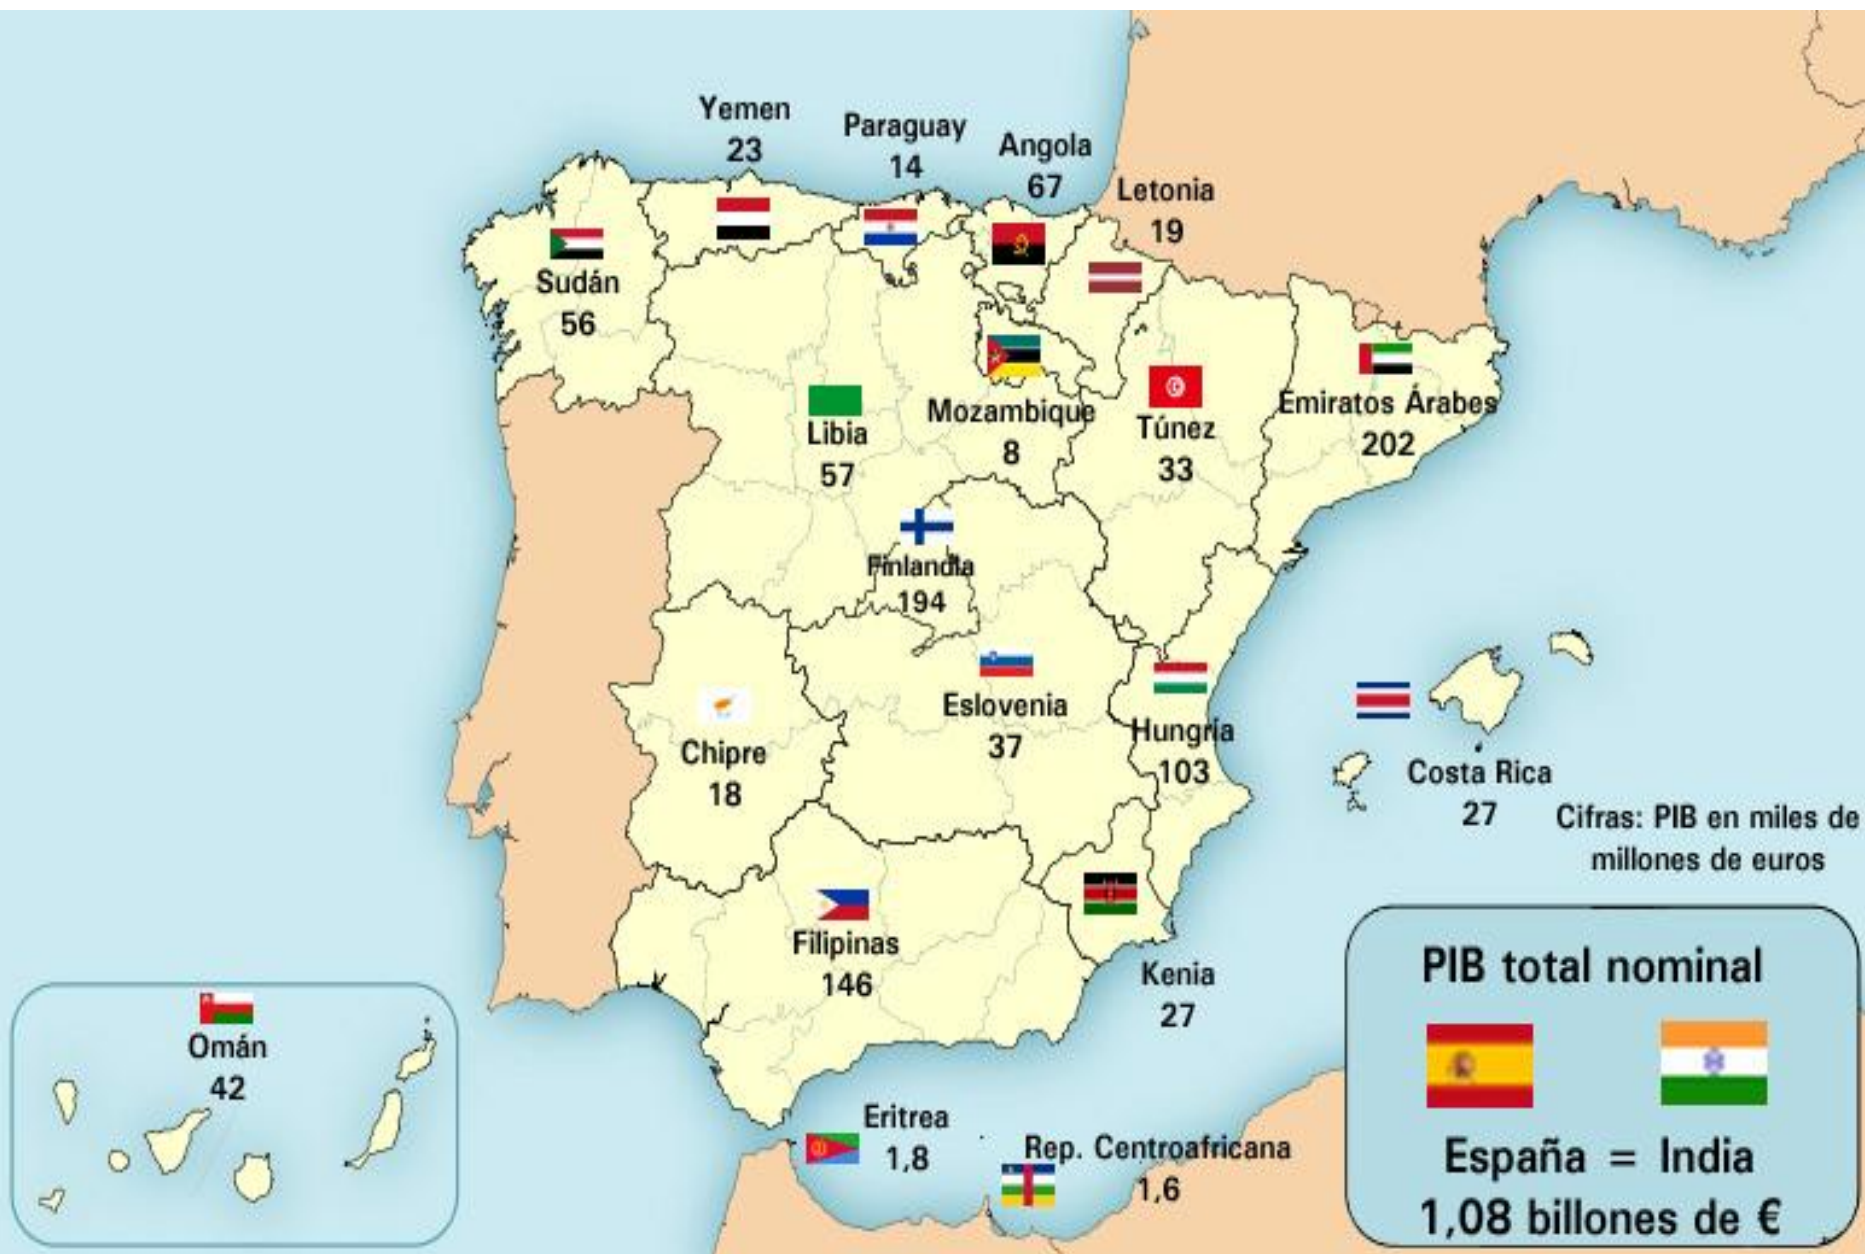 Yemen
23
Paraguay
14
Angola
67
Letonia
19
Sudán
56
Libia
57
Mozambique
8
Túnez
33
Emiratos Árabes
202
Finlandia
194
Eslovenia
37
Hungría
103
Chipre
18
Costa Rica
27
Cifras: PIB en miles de
millones de euros
Filipinas
146
Kenia
27
Omán
42
Eritrea
1,8
Rep. Centroafricana
1,6
PIB total nominal
España = India
1,08 billones de €